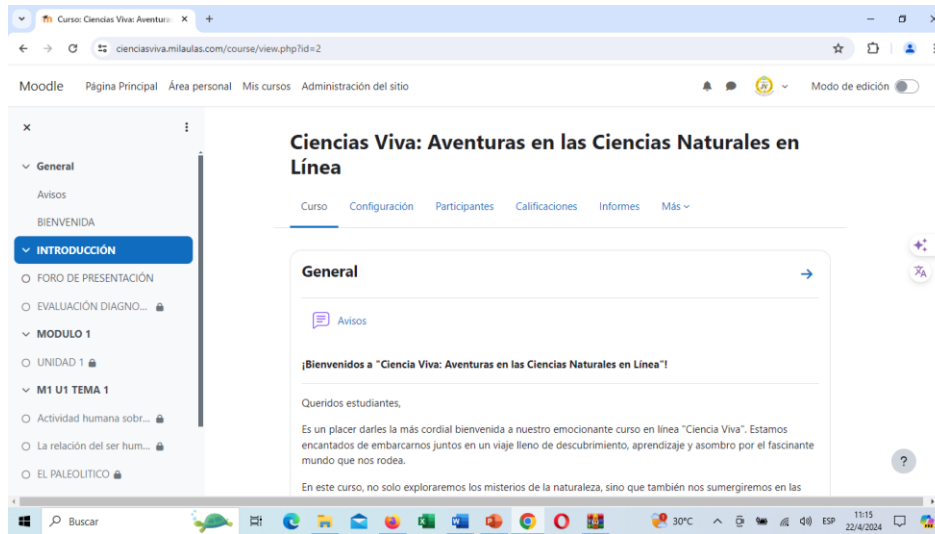 Curso: Ciencias Viva: Aventura
cienciasviva.milaulas.com/course/view.php?id=2
Moodle Página Principal Área personal Mis cursos Administración del sitio Modo de edición
General
Avisos
BIENVENIDA
INTRODUCCIÓN
FORO DE PRESENTACIÓN
EVALUACIÓN DIAGNO...
MODULO 1
UNIDAD 1
M1 U1 TEMA 1
Actividad humana sobr...
La relación del ser hum...
EL PALEOLITICO
Ciencias Viva: Aventuras en las Ciencias Naturales en
Línea
Curso Configuración Participantes Calificaciones Informes Más
General
Avisos
¡Bienvenidos a "Ciencia Viva: Aventuras en las Ciencias Naturales en Línea"!
Queridos estudiantes,
Es un placer darles la más cordial bienvenida a nuestro emocionante curso en línea "Ciencia Viva". Estamos
encantados de embarcarnos juntos en un viaje lleno de descubrimiento, aprendizaje y asombro por el fascinante
mundo que nos rodea.
En este curso, no solo exploraremos los misterios de la naturaleza, sino que también nos sumergiremos en las
?
Buscar
30°C
ESP
11:15
22/4/2024